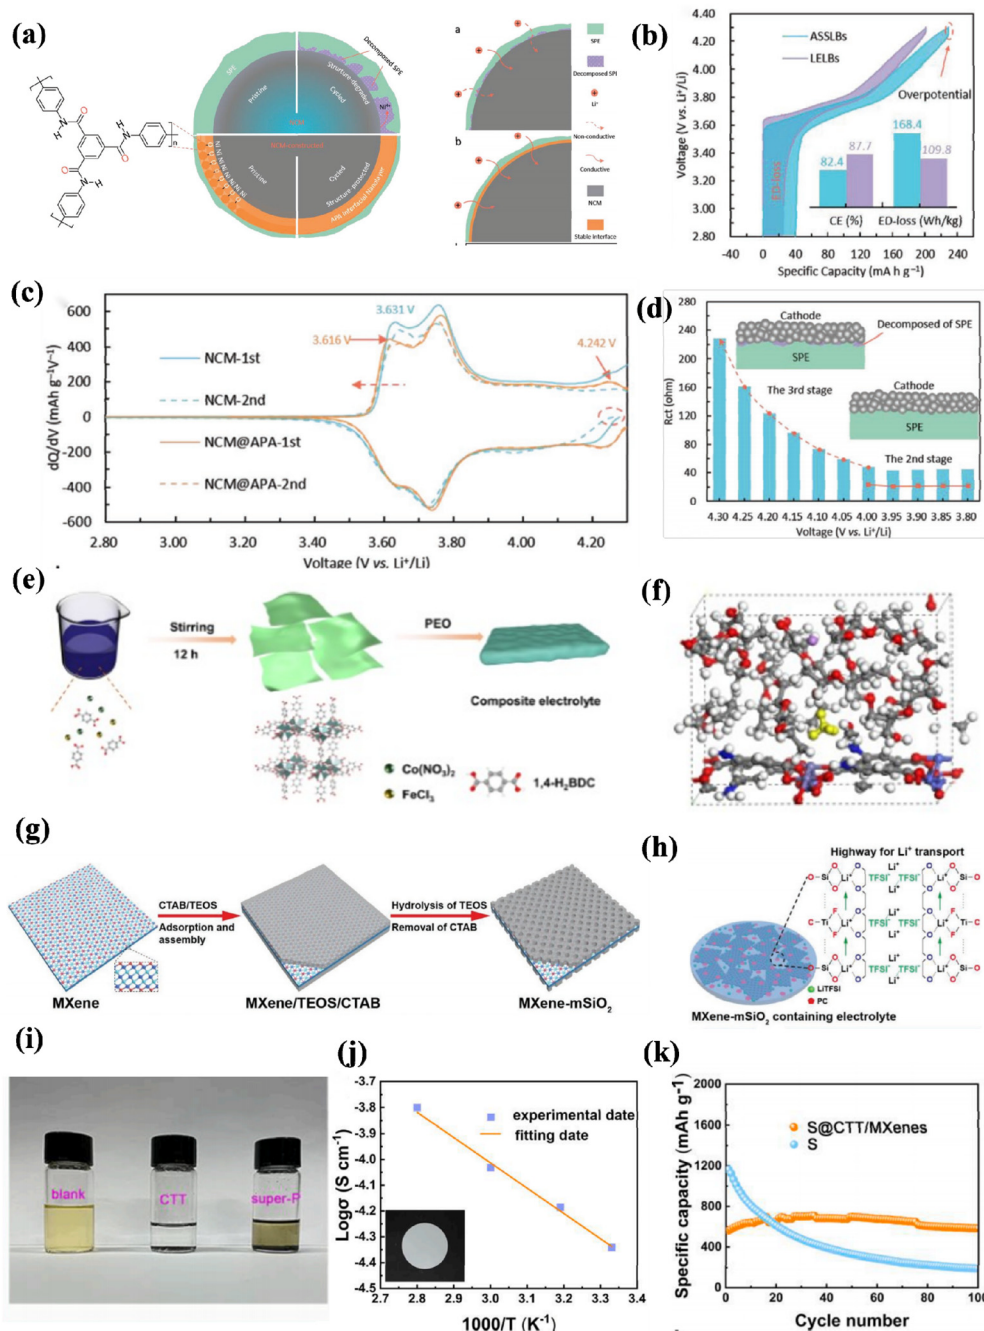 (a)
SPE
Decomposed SPE
Structure-degraded
Pristine
Cycled
Ni⁴⁺
Pristine
Cycled
Structure-protected
APA Interfacial Nanolayer
n
N
H
O
a
SPE
Decomposed SPE
Li⁺
Non-conductive
b
Conductive
NCM
Stable Interface
(b)
4.40
4.20
4.00
3.80
3.60
3.40
3.20
3.00
2.80
Voltage (V vs. Li⁺/Li)
ASSLBs
LELBs
Overpotential
168.4
87.7
82.4
109.8
ED-loss
CE (%)
ED-loss (Wh/kg)
-40 0 40 80 120 160 200 240
Specific Capacity (mA h g⁻¹)
(c)
600
400
200
0
-200
-400
-600
dQ/dV (mAh g⁻¹V⁻¹)
3.631 V
3.616 V
4.242 V
NCM-1st
NCM-2nd
NCM@APA-1st
NCM@APA-2nd
2.80 3.00 3.20 3.40 3.60 3.80 4.00 4.20
Voltage (V vs. Li⁺/Li)
(d)
280
240
200
160
120
80
40
0
Rct (ohm)
Cathode
Decomposed of SPE
SPE
The 3rd stage
Cathode
SPE
The 2nd stage
4.30 4.25 4.20 4.15 4.10 4.05 4.00 3.95 3.90 3.85 3.80
Voltage (V vs. Li⁺/Li)
(e)
Stirring
12 h
PEO
Composite electrolyte
Co(NO₃)₂
FeCl₃
1,4-H₂BDC
(f)
(g)
CTAB/TEOS
Adsorption and
assembly
Hydrolysis of TEOS
Removal of CTAB
MXene
MXene/TEOS/CTAB
MXene-mSiO₂
(h)
Highway for Li⁺ transport
LiTFSI
PC
MXene-mSiO₂ containing electrolyte
(i)
blank
CTT
super-P
(j)
-3.7
-3.8
-3.9
-4.0
-4.1
-4.2
-4.3
-4.4
-4.5
Logσ (S cm⁻¹)
experimental date
fitting date
2.7 2.8 2.9 3.0 3.1 3.2 3.3 3.4
1000/T (K⁻¹)
(k)
2000
1600
1200
800
400
0
Specific capacity (mAh g⁻¹)
S@CTT/MXenes
S
0 20 40 60 80 100
Cycle number